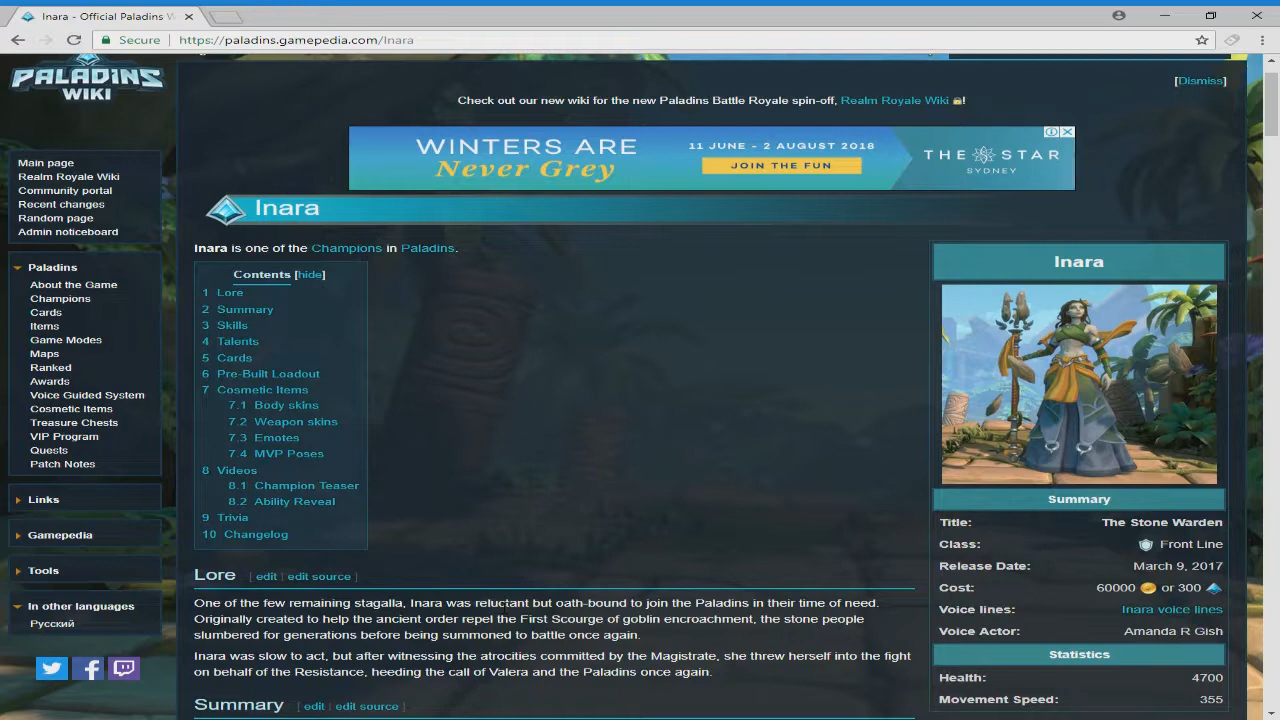 Inara - Official Paladins W
Secure
https://paladins.gamepedia.com/Inara
PALADINS
WIKI
[Dismiss]
Check out our new wiki for the new Paladins Battle Royale spin-off, Realm Royale Wiki !
WINTERS ARE
Never Grey
11 JUNE - 2 AUGUST 2018
JOIN THE FUN
THE STAR
SYDNEY
Main page
Realm Royale Wiki
Community portal
Recent changes
Random page
Admin noticeboard
Paladins
About the Game
Champions
Cards
Items
Game Modes
Maps
Ranked
Awards
Voice Guided System
Cosmetic Items
Treasure Chests
VIP Program
Quests
Patch Notes
Links
Gamepedia
Tools
In other languages
Русский
Inara
Inara is one of the Champions in Paladins.
Contents [hide]
1 Lore
2 Summary
3 Skills
4 Talents
5 Cards
6 Pre-Built Loadout
7 Cosmetic Items
7.1 Body skins
7.2 Weapon skins
7.3 Emotes
7.4 MVP Poses
8 Videos
8.1 Champion Teaser
8.2 Ability Reveal
9 Trivia
10 Changelog
Lore [ edit | edit source ]
One of the few remaining stagalla, Inara was reluctant but oath-bound to join the Paladins in their time of need.
Originally created to help the ancient order repel the First Scourge of goblin encroachment, the stone people
slumbered for generations before being summoned to battle once again.
Inara was slow to act, but after witnessing the atrocities committed by the Magistrate, she threw herself into the fight
on behalf of the Resistance, heeding the call of Valera and the Paladins once again.
Summary [ edit | edit source ]
Inara
Summary
Title: The Stone Warden
Class: Front Line
Release Date: March 9, 2017
Cost: 60000 or 300
Voice lines: Inara voice lines
Voice Actor: Amanda R Gish
Statistics
Health: 4700
Movement Speed: 355